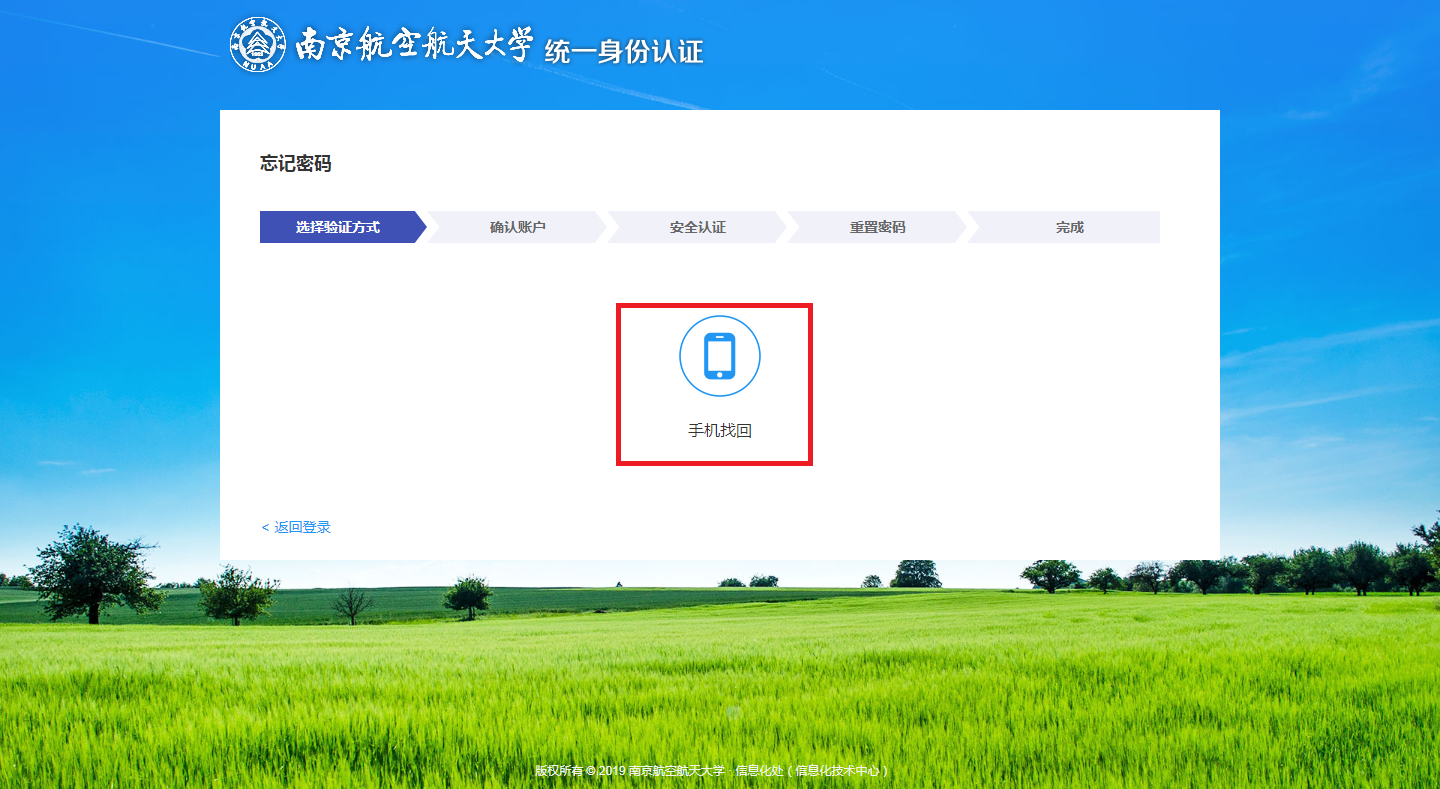 南京航空航天大学 统一身份认证
NUAA
忘记密码
选择验证方式 确认账户 安全认证 重置密码 完成
手机找回
< 返回登录
版权所有 © 2019 南京航空航天大学 · 信息化处（信息化技术中心）